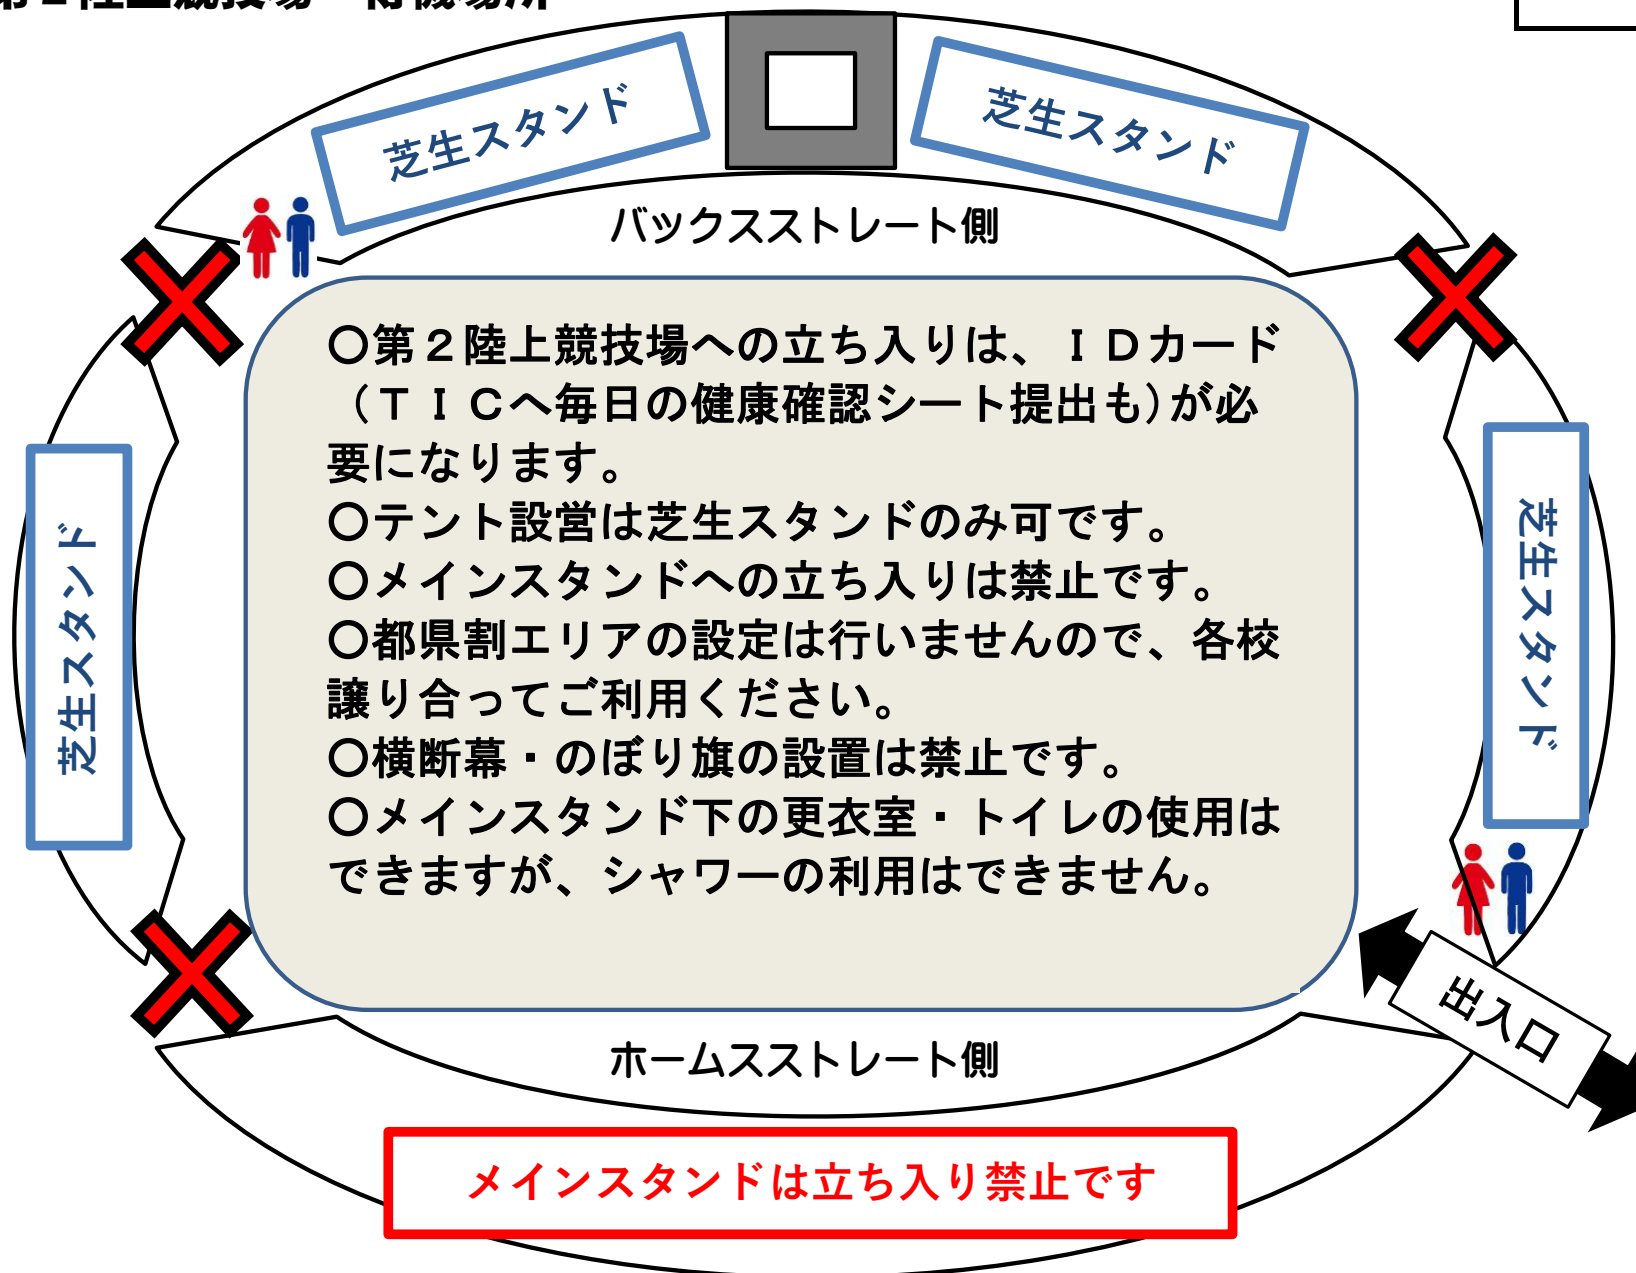 芝生スタンド
芝生スタンド
バックスストレート側
○第２陸上競技場への立ち入りは、ＩＤカード
（ＴＩＣへ毎日の健康確認シート提出も)が必
要になります。
○テント設営は芝生スタンドのみ可です。
○メインスタンドへの立ち入りは禁止です。
○都県割エリアの設定は行いませんので、各校
譲り合ってご利用ください。
○横断幕・のぼり旗の設置は禁止です。
○メインスタンド下の更衣室・トイレの使用は
できますが、シャワーの利用はできません。
芝生スタンド
芝生スタンド
出入口
ホームスストレート側
メインスタンドは立ち入り禁止です